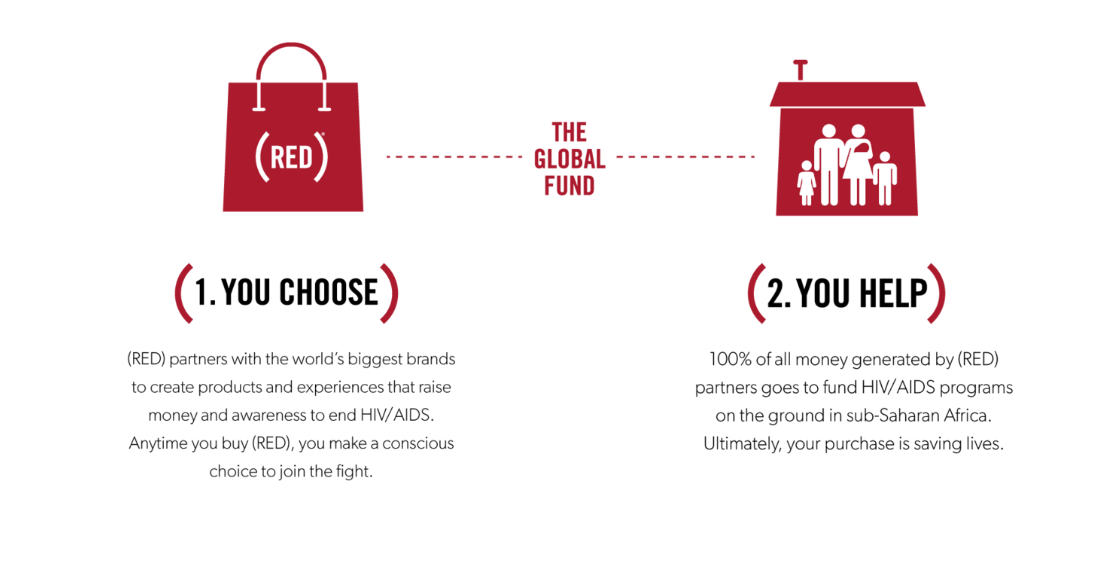 (RED)®
THE
GLOBAL
FUND
(1. YOU CHOOSE)
(RED) partners with the world’s biggest brands
to create products and experiences that raise
money and awareness to end HIV/AIDS.
Anytime you buy (RED), you make a conscious
choice to join the fight.
(2. YOU HELP)
100% of all money generated by (RED)
partners goes to fund HIV/AIDS programs
on the ground in sub-Saharan Africa.
Ultimately, your purchase is saving lives.